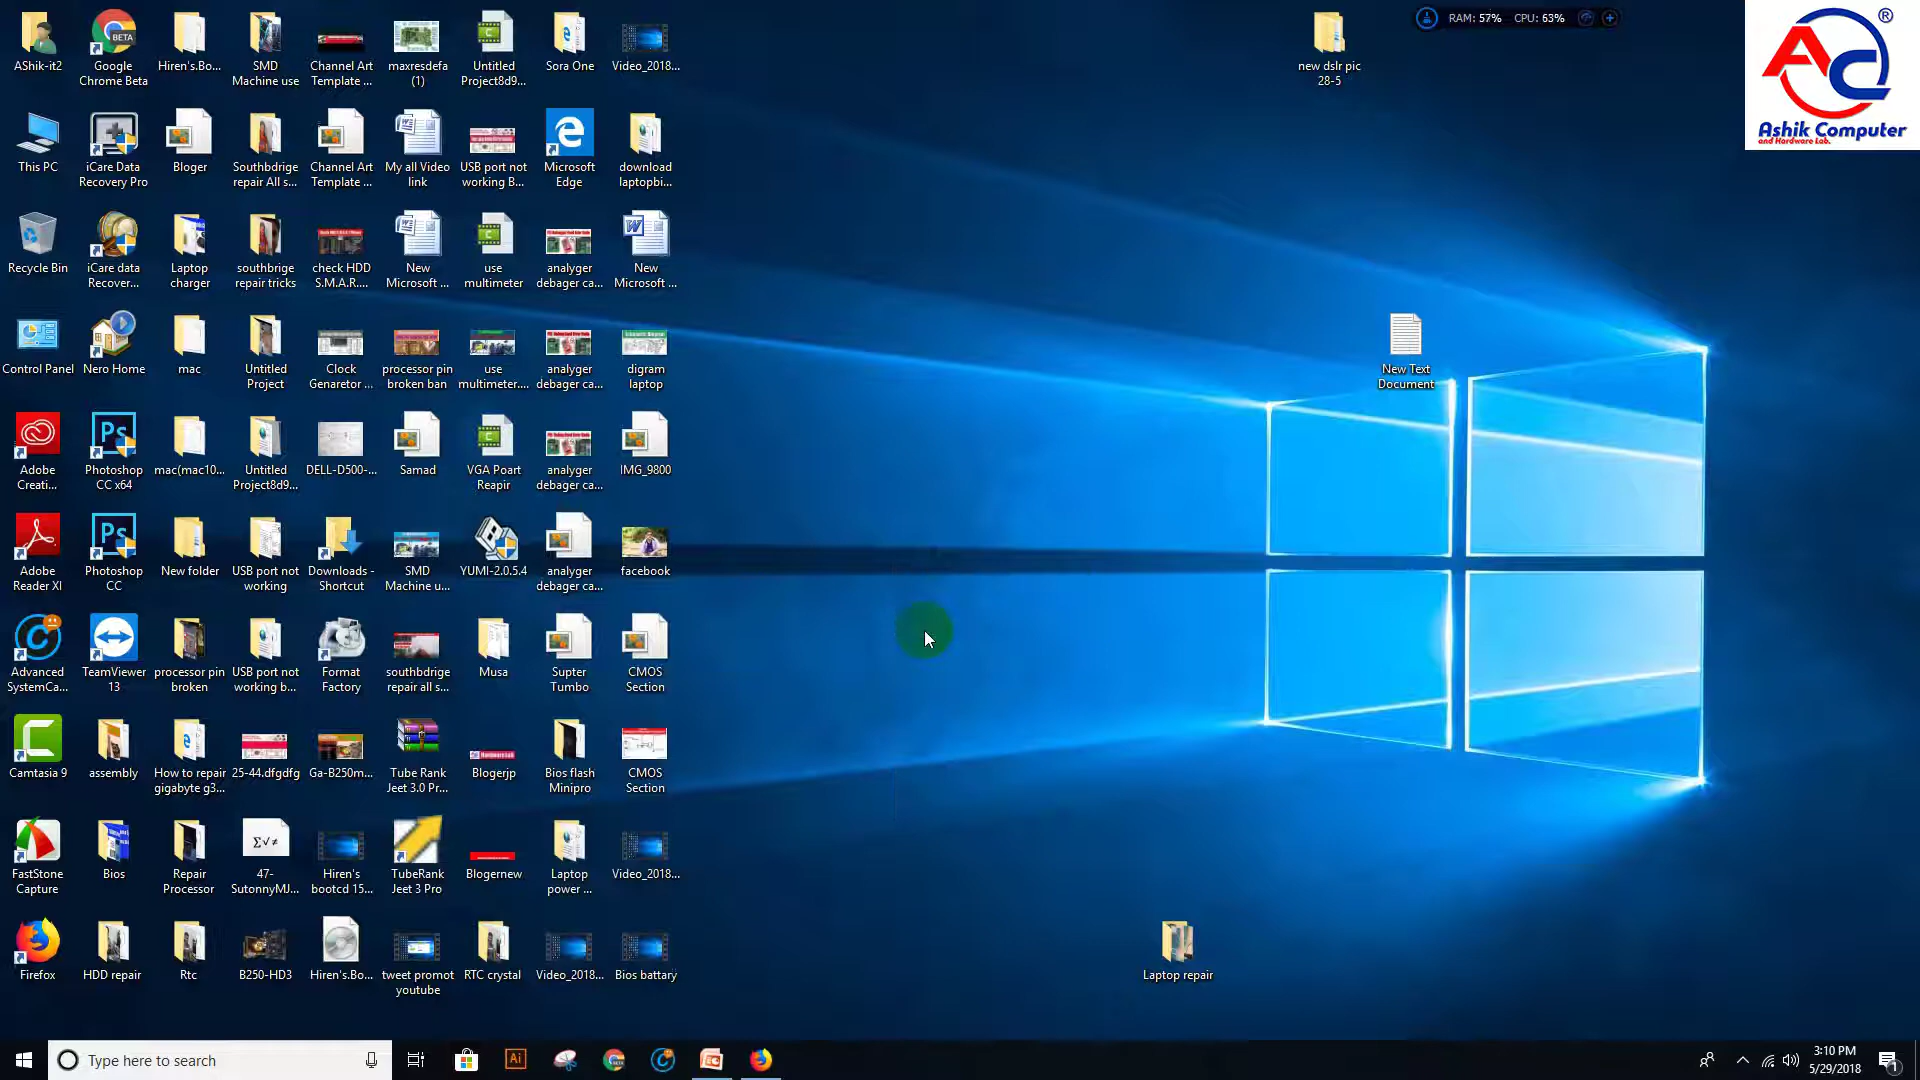 AShik-it2
Google
Chrome Beta
Hiren's.Bo...
SMD
Machine use
Channel Art
Template ...
maxresdefa
(1)
Untitled
Project8d9...
Sora One
Video_2018...
new dslr pic
28-5
RAM: 57%
CPU: 63%
AC
®
Ashik Computer
and Hardware Lab.
This PC
iCare Data
Recovery Pro
Bloger
Southbdrige
repair All s...
Channel Art
Template ...
My all Video
link
USB port not
working B...
Microsoft
Edge
download
laptopbi...
Recycle Bin
iCare data
Recover...
Laptop
charger
southbrige
repair tricks
check HDD
S.M.A.R....
New
Microsoft ...
use
multimeter
analyger
debager ca...
New
Microsoft ...
Control Panel
Nero Home
mac
Untitled
Project
Clock
Genaretor ...
processor pin
broken ban
use
multimeter....
analyger
debager ca...
digram
laptop
New Text
Document
Adobe
Creati...
Photoshop
CC x64
mac(mac10...
Untitled
Project8d9...
DELL-D500-...
Samad
VGA Poart
Reapir
analyger
debager ca...
IMG_9800
Adobe
Reader XI
Photoshop
CC
New folder
USB port not
working
Downloads -
Shortcut
SMD
Machine u...
YUMI-2.0.5.4
analyger
debager ca...
facebook
Advanced
SystemCa...
TeamViewer
13
processor pin
broken
USB port not
working b...
Format
Factory
southbdrige
repair all s...
Musa
Supter
Tumbo
CMOS
Section
Camtasia 9
assembly
How to repair
gigabyte g3...
25-44.dfgdfg
Ga-B250m...
Tube Rank
Jeet 3.0 Pr...
Blogerjp
Bios flash
Minipro
CMOS
Section
FastStone
Capture
Bios
Repair
Processor
47-
SutonnyMJ...
Hiren's
bootcd 15...
TubeRank
Jeet 3 Pro
Blogernew
Laptop
power ...
Video_2018...
Firefox
HDD repair
Rtc
B250-HD3
Hiren's.Bo...
tweet promot
youtube
RTC crystal
Video_2018...
Bios battary
Laptop repair
Type here to search
3:10 PM
5/29/2018